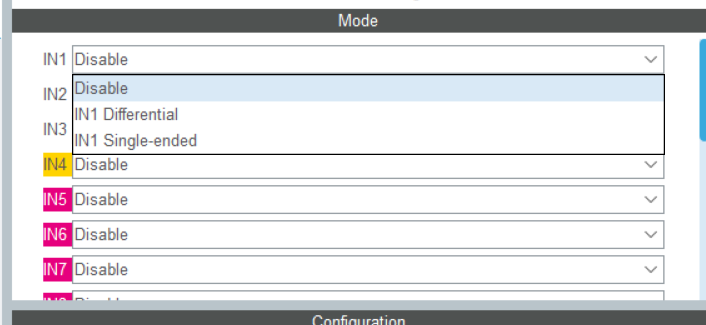 Mode
IN1 Disable
Disable
IN2
IN1 Differential
IN3
IN1 Single-ended
IN4 Disable
IN5 Disable
IN6 Disable
IN7 Disable
Configuration